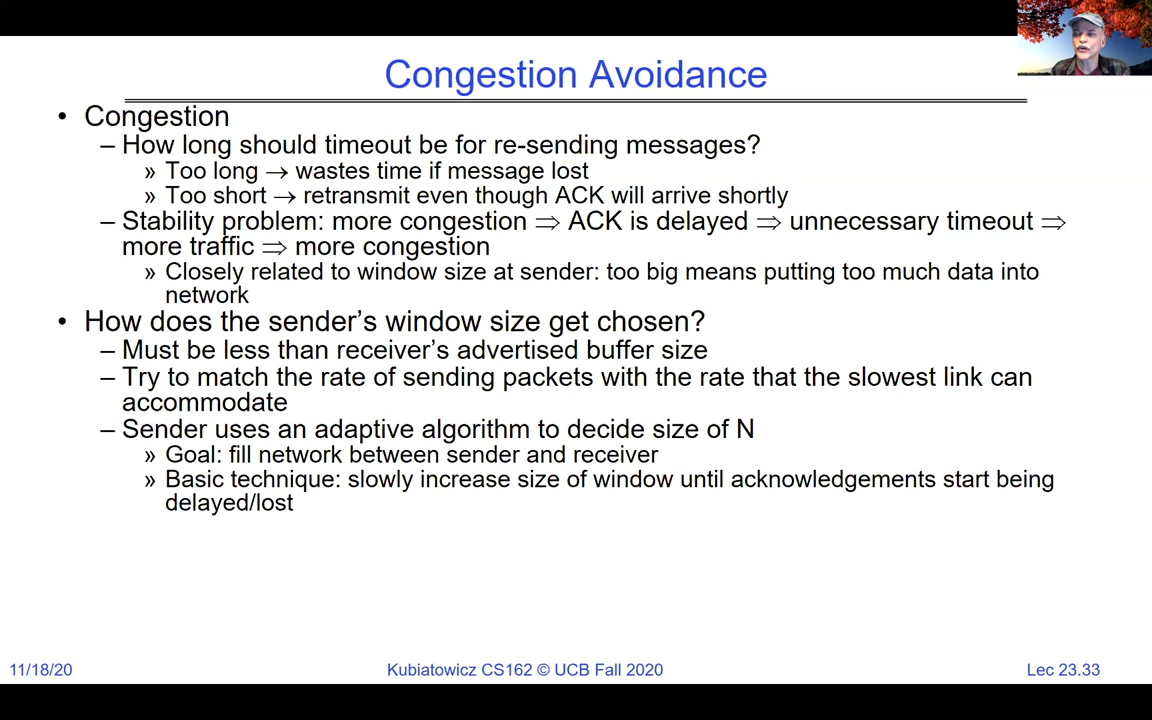 Congestion Avoidance
• Congestion
– How long should timeout be for re-sending messages?
» Too long → wastes time if message lost
» Too short → retransmit even though ACK will arrive shortly
– Stability problem: more congestion ⇒ ACK is delayed ⇒ unnecessary timeout ⇒
more traffic ⇒ more congestion
» Closely related to window size at sender: too big means putting too much data into
network
• How does the sender’s window size get chosen?
– Must be less than receiver’s advertised buffer size
– Try to match the rate of sending packets with the rate that the slowest link can
accommodate
– Sender uses an adaptive algorithm to decide size of N
» Goal: fill network between sender and receiver
» Basic technique: slowly increase size of window until acknowledgements start being
delayed/lost
11/18/20
Kubiatowicz CS162 © UCB Fall 2020
Lec 23.33